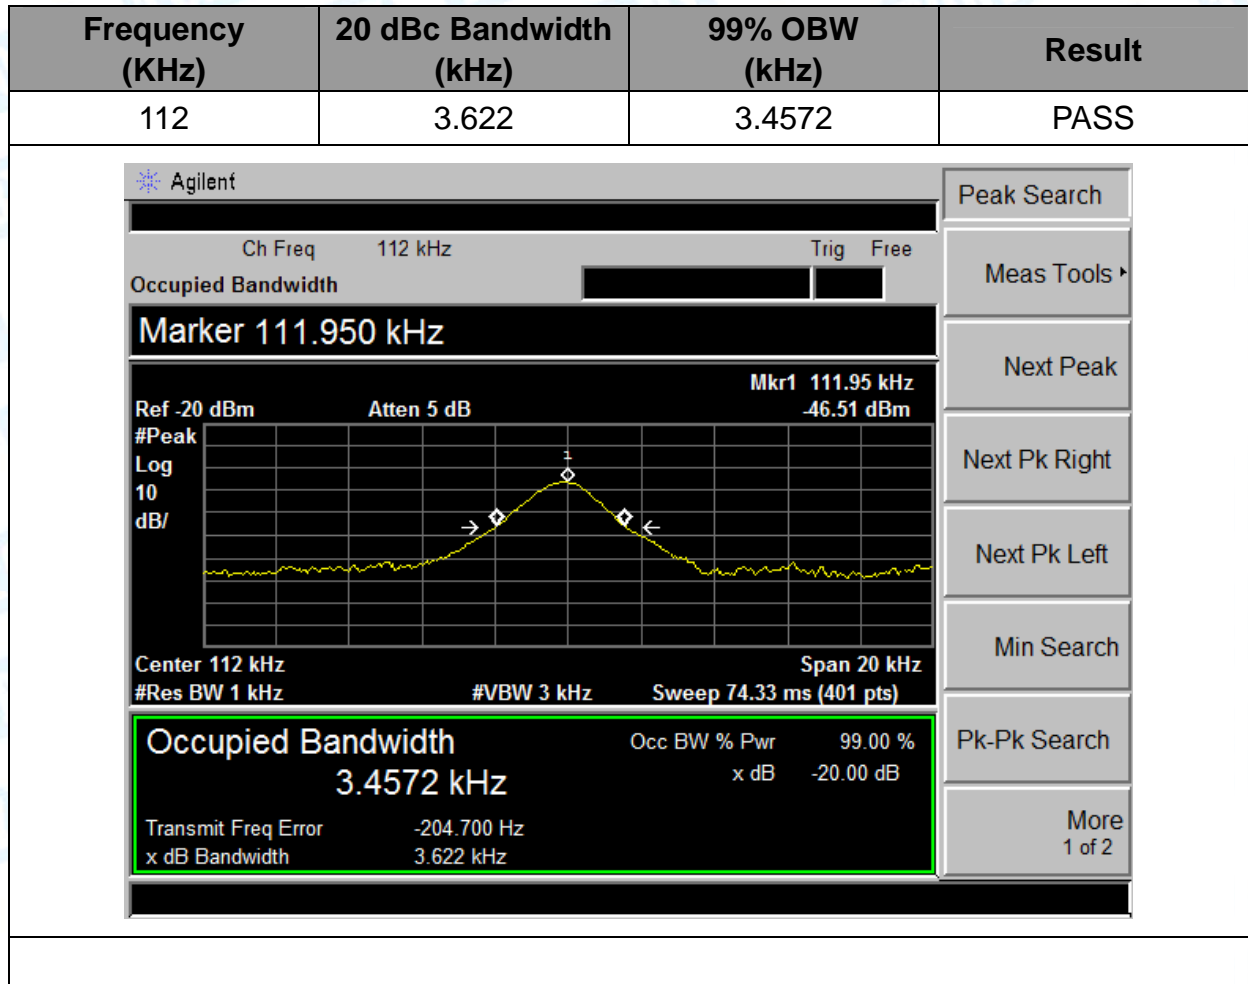 Frequency (KHz) 20 dBc Bandwidth (kHz) 99% OBW (kHz) Result
112 3.622 3.4572 PASS
Agilent
Peak Search
Ch Freq 112 kHz Trig Free
Occupied Bandwidth
Meas Tools
Marker 111.950 kHz
Next Peak
Mkr1 111.95 kHz
Ref -20 dBm Atten 5 dB -46.51 dBm
#Peak
Log
10
dB/
1
Next Pk Right
Next Pk Left
Min Search
Center 112 kHz Span 20 kHz
#Res BW 1 kHz #VBW 3 kHz Sweep 74.33 ms (401 pts)
Occupied Bandwidth Occ BW % Pwr 99.00 %
3.4572 kHz x dB -20.00 dB
Pk-Pk Search
Transmit Freq Error -204.700 Hz
x dB Bandwidth 3.622 kHz
More
1 of 2